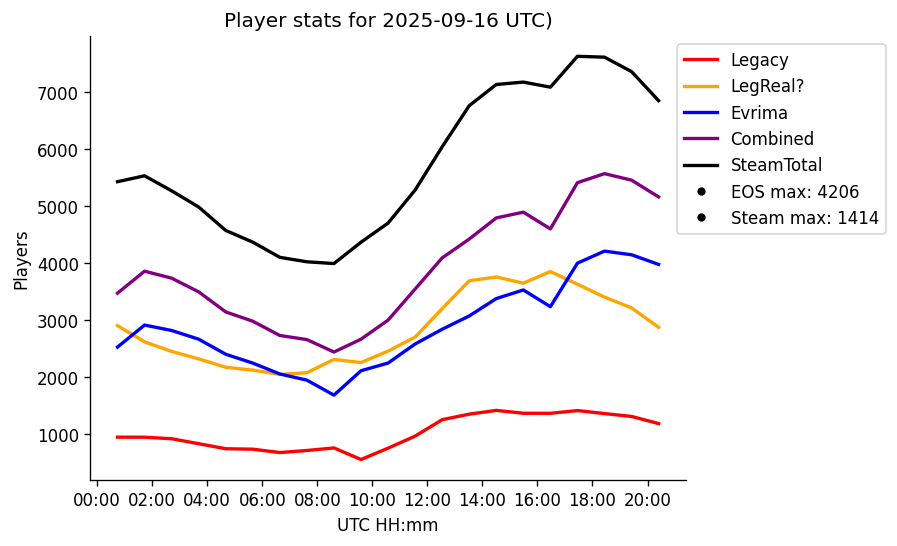 Player stats for 2025-09-16 UTC)
Legacy
LegReal?
Evrima
Combined
SteamTotal
EOS max: 4206
Steam max: 1414
Players
7000
6000
5000
4000
3000
2000
1000
00:00 02:00 04:00 06:00 08:00 10:00 12:00 14:00 16:00 18:00 20:00
UTC HH:mm